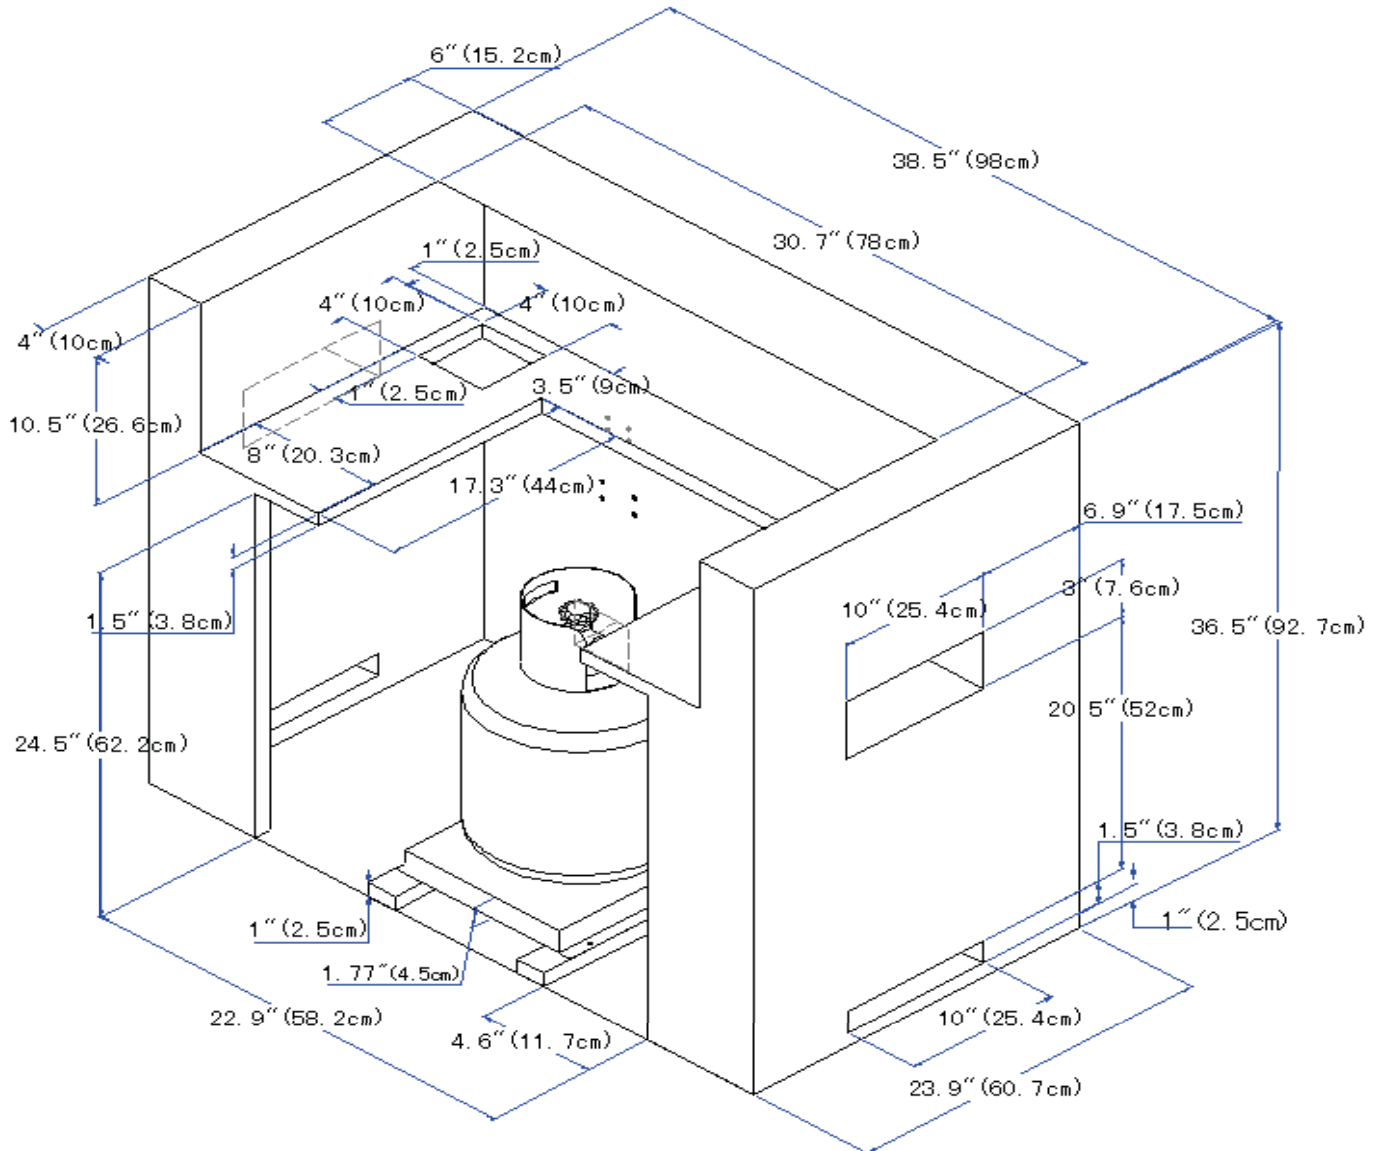 6″(15.2cm)
38.5″(98cm)
30.7″(78cm)
1″(2.5cm)
4″(10cm)
4″(10cm)
4″(10cm)
1″(2.5cm)
3.5″(9cm)
10.5″(26.6cm)
8″(20.3cm)
17.3″(44cm)
6.9″(17.5cm)
3″(7.6cm)
10″(25.4cm)
1.5″(3.8cm)
36.5″(92.7cm)
20.5″(52cm)
24.5″(62.2cm)
1.5″(3.8cm)
1″(2.5cm)
1″(2.5cm)
1.77″(4.5cm)
22.9″(58.2cm)
10″(25.4cm)
4.6″(11.7cm)
23.9″(60.7cm)